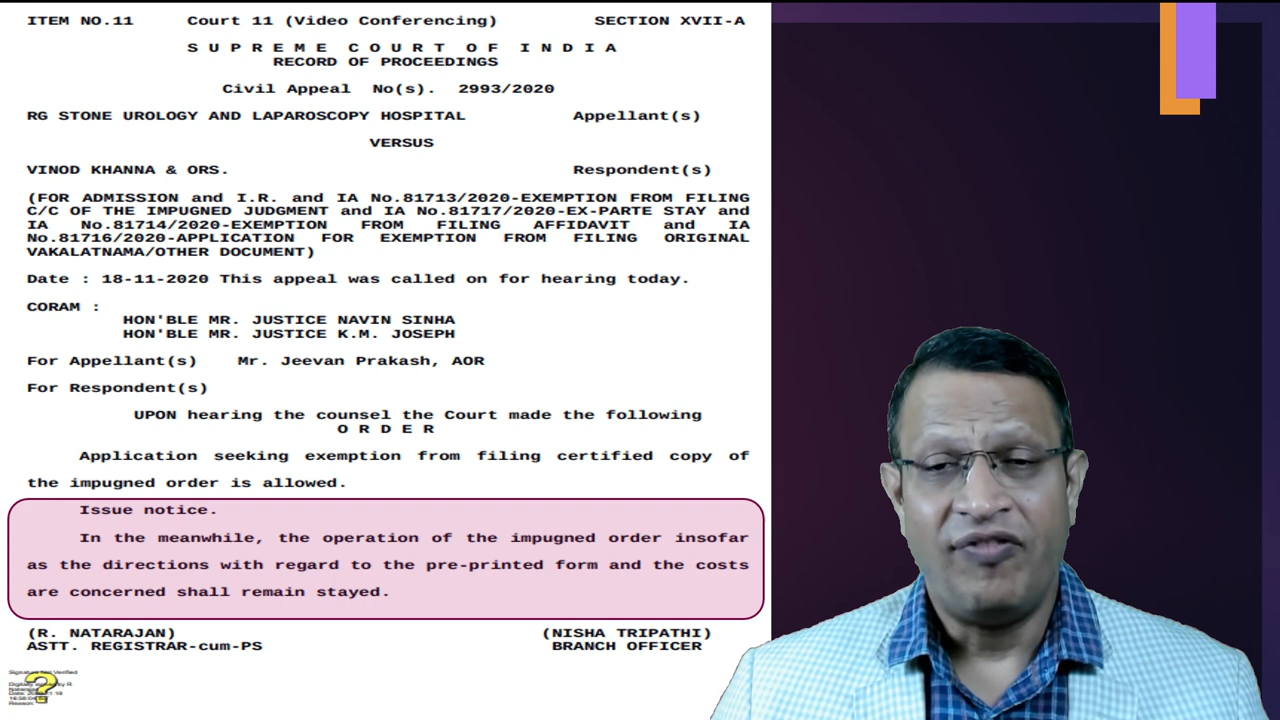 ITEM NO.11 Court 11 (Video Conferencing) SECTION XVII-A
S U P R E M E C O U R T O F I N D I A
RECORD OF PROCEEDINGS
Civil Appeal No(s). 2993/2020
RG STONE UROLOGY AND LAPAROSCOPY HOSPITAL Appellant(s)
VERSUS
VINOD KHANNA & ORS. Respondent(s)
(FOR ADMISSION and I.R. and IA No.81713/2020-EXEMPTION FROM FILING
C/C OF THE IMPUGNED JUDGMENT and IA No.81717/2020-EX-PARTE STAY and
IA No.81714/2020-EXEMPTION FROM FILING AFFIDAVIT and IA
No.81716/2020-APPLICATION FOR EXEMPTION FROM FILING ORIGINAL
VAKALATNAMA/OTHER DOCUMENT)
Date : 18-11-2020 This appeal was called on for hearing today.
CORAM :
HON'BLE MR. JUSTICE NAVIN SINHA
HON'BLE MR. JUSTICE K.M. JOSEPH
For Appellant(s) Mr. Jeevan Prakash, AOR
For Respondent(s)
UPON hearing the counsel the Court made the following
O R D E R
Application seeking exemption from filing certified copy of
the impugned order is allowed.
Issue notice.
In the meanwhile, the operation of the impugned order insofar
as the directions with regard to the pre-printed form and the costs
are concerned shall remain stayed.
(R. NATARAJAN) (NISHA TRIPATHI)
ASTT. REGISTRAR-cum-PS BRANCH OFFICER
Verified
Digitally by R
Reason: